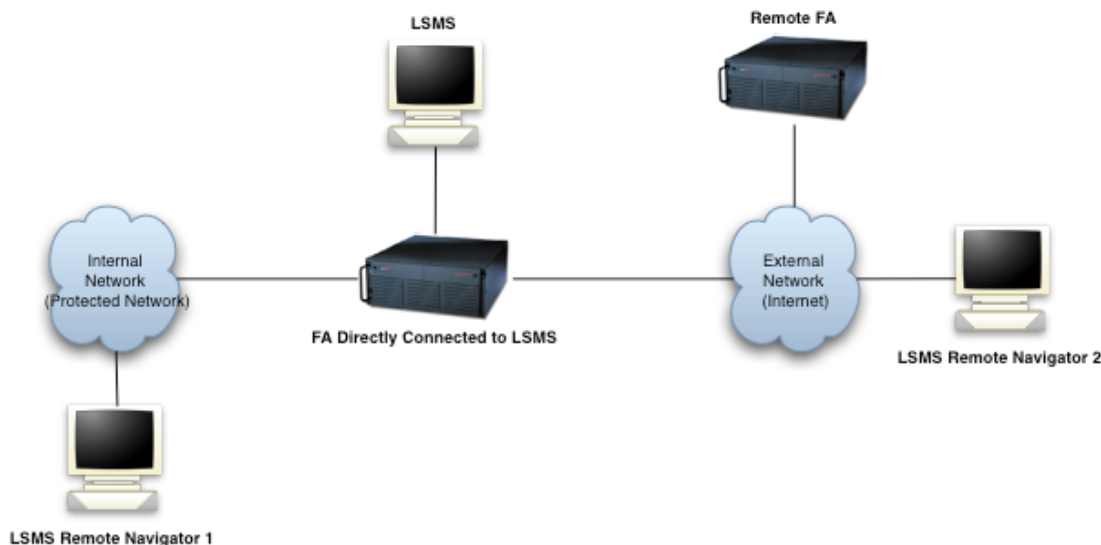 LSMS
Remote FA
Internal
Network
(Protected Network)
External
Network
(Internet)
FA Directly Connected to LSMS
LSMS Remote Navigator 2
LSMS Remote Navigator 1